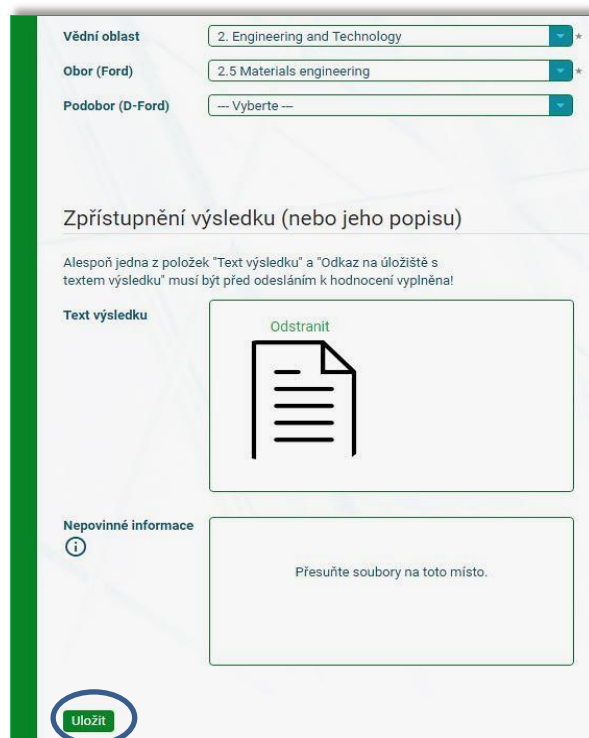 Vědní oblast 2. Engineering and Technology *
Obor (Ford) 2.5 Materials engineering *
Podobor (D-Ford) --- Vyberte ---
Zpřístupnění výsledku (nebo jeho popisu)
Alespoň jedna z položek "Text výsledku" a "Odkaz na úložiště s
textem výsledku" musí být před odesláním k hodnocení vyplněna!
Text výsledku
Odstranit
Nepovinné informace
Přesuňte soubory na toto místo.
Uložit